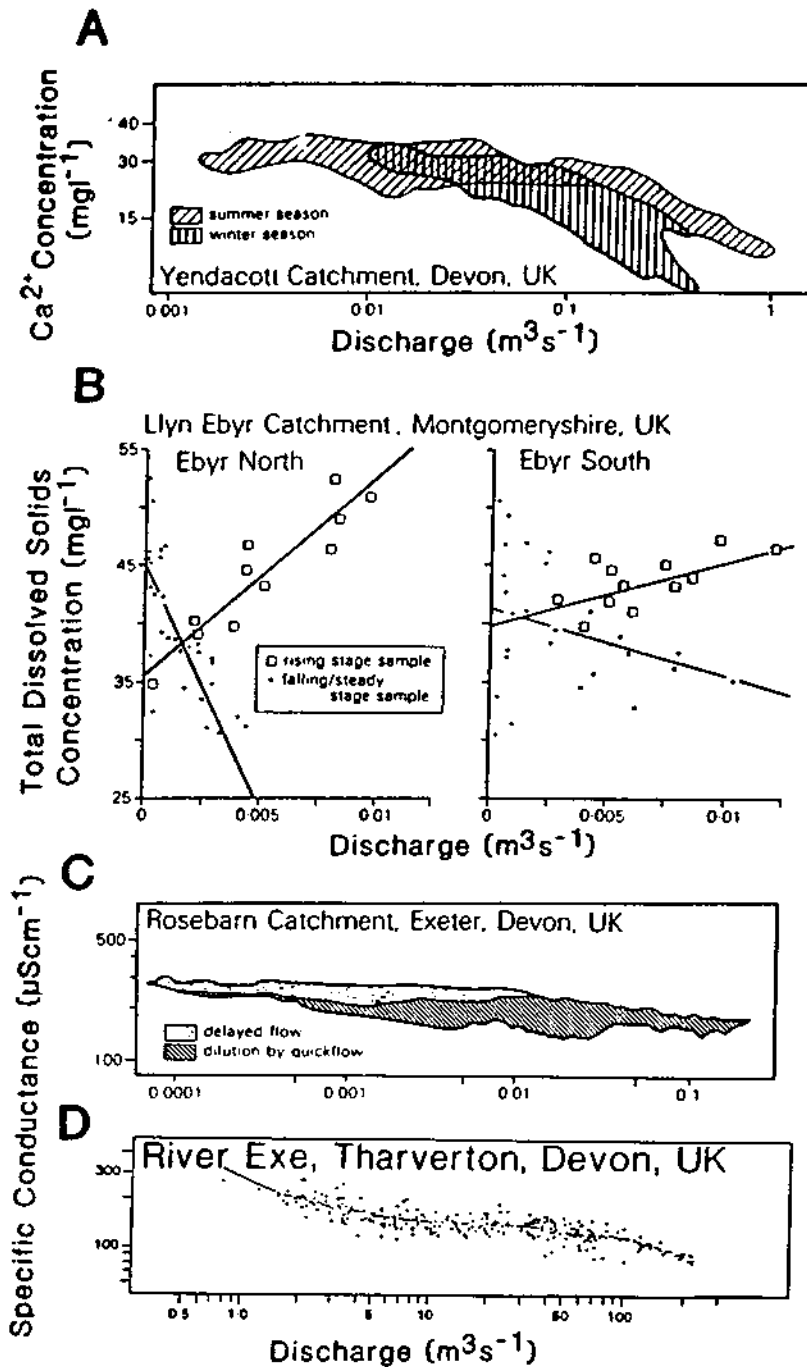 A
Ca2+ Concentration
(mgl-1)
40
30
15
summer season
winter season
Yendacott Catchment, Devon, UK
0·001
0·01
0·1
1
Discharge (m3s-1)
B
Llyn Ebyr Catchment, Montgomeryshire, UK
Ebyr North
Ebyr South
Total Dissolved Solids
Concentration (mgl-1)
55
45
35
25
rising stage sample
falling/steady
stage sample
0
0·005
0·01
0
0·005
0·01
Discharge (m3s-1)
C
Rosebarn Catchment, Exeter, Devon, UK
Specific Conductance (µScm-1)
500
100
delayed flow
dilution by quickflow
0·0001
0·001
0·01
0·1
D
River Exe, Tharverton, Devon, UK
300
100
0·5
1·0
5
10
50
100
Discharge (m3s-1)